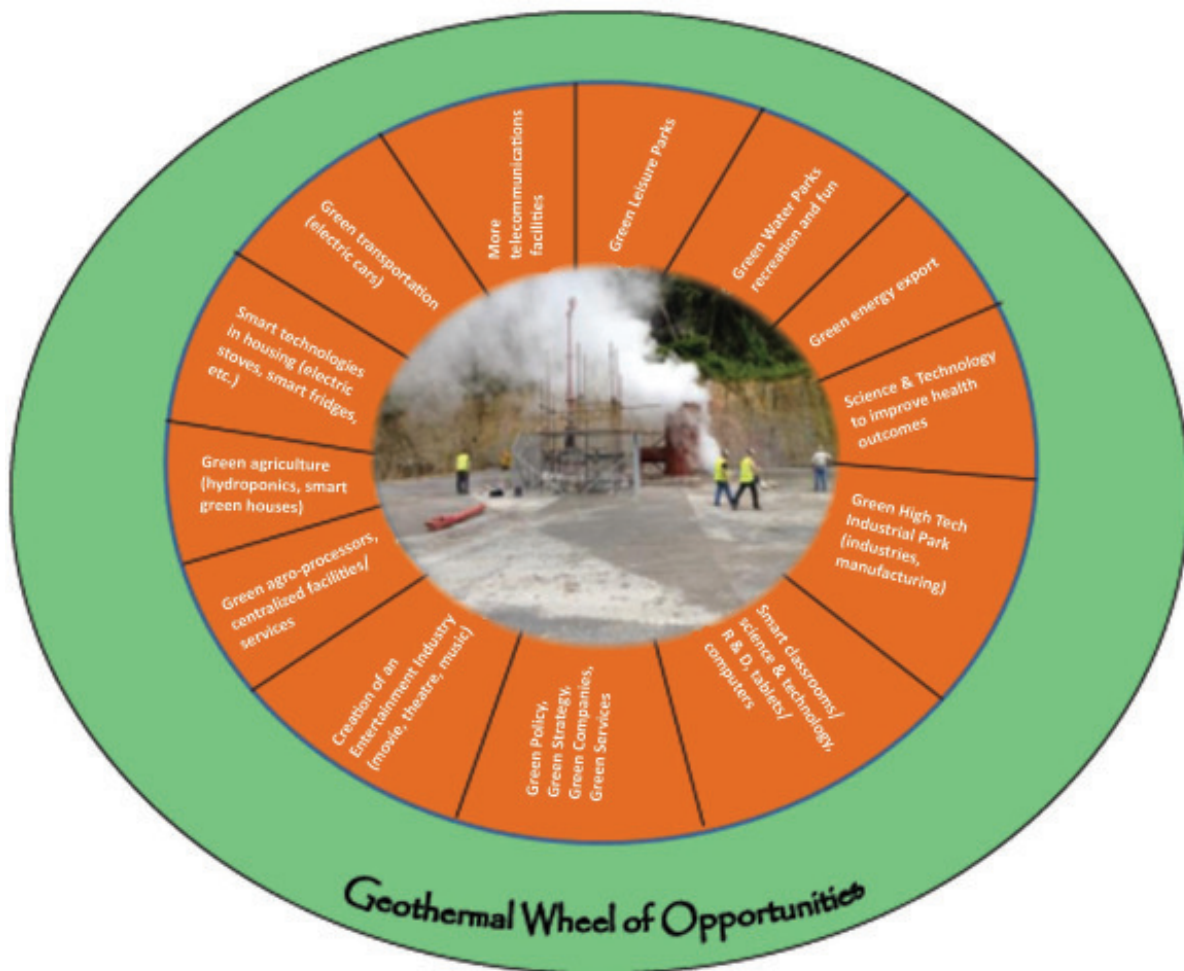 More
telecommunications
facilities
Green Leisure Parks
Green Water Parks
recreation and fun
Green energy export
Science & Technology
to improve health
outcomes
Green High Tech
Industrial Park
(industries,
manufacturing)
Smart classrooms/
science & technology,
R & D, tablets/
computers
Green Policy,
Green Strategy,
Green Companies,
Green Services
Creation of an
Entertainment Industry
(movie, theatre, music)
Green agro-processors,
centralized facilities/
services
Green agriculture
(hydroponics, smart
green houses)
Smart technologies
in housing (electric
stoves, smart fridges,
etc.)
Green transportation
(electric cars)
Geothermal Wheel of Opportunities